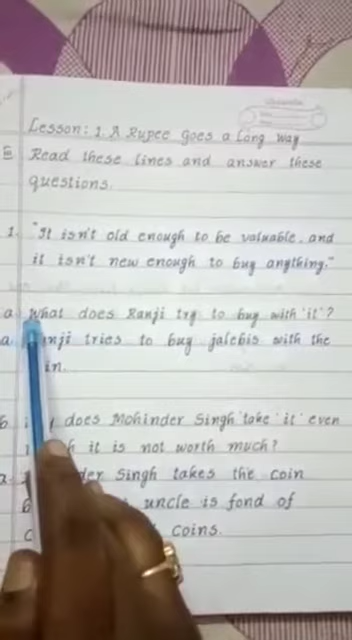 Lesson: 1. A Rupee Goes a Long way
III Read these lines and answer these
questions.
1. "It isn't old enough to be valuable, and
it isn't new enough to buy anything."
a. What does Ranji try to buy with 'it'?
a. Ranji tries to buy jalebis with the
in.
b. does Mohinder Singh take 'it' even
it is not worth much?
a. der Singh takes the coin
uncle is fond of
coins.